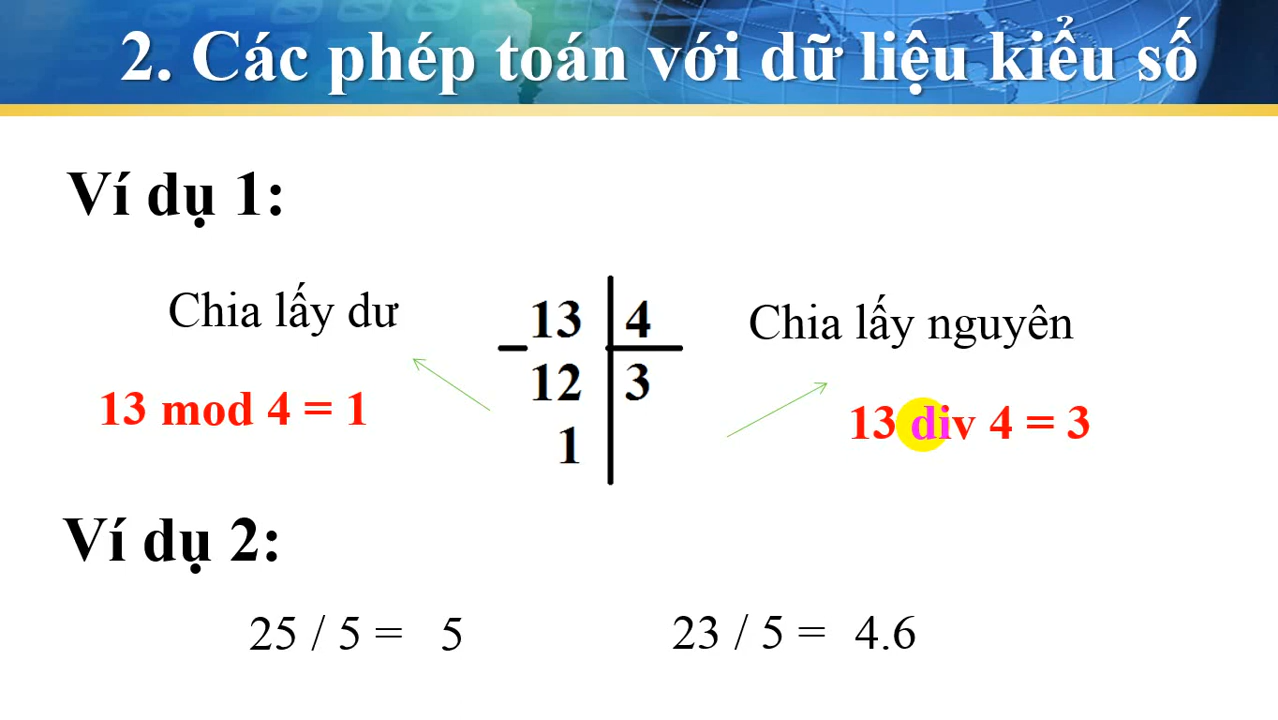 2. Các phép toán với dữ liệu kiểu số
Ví dụ 1:
Chia lấy dư
13 mod 4 = 1
13 4
12 3
1
Chia lấy nguyên
13 div 4 = 3
Ví dụ 2:
25 / 5 = 5
23 / 5 = 4.6